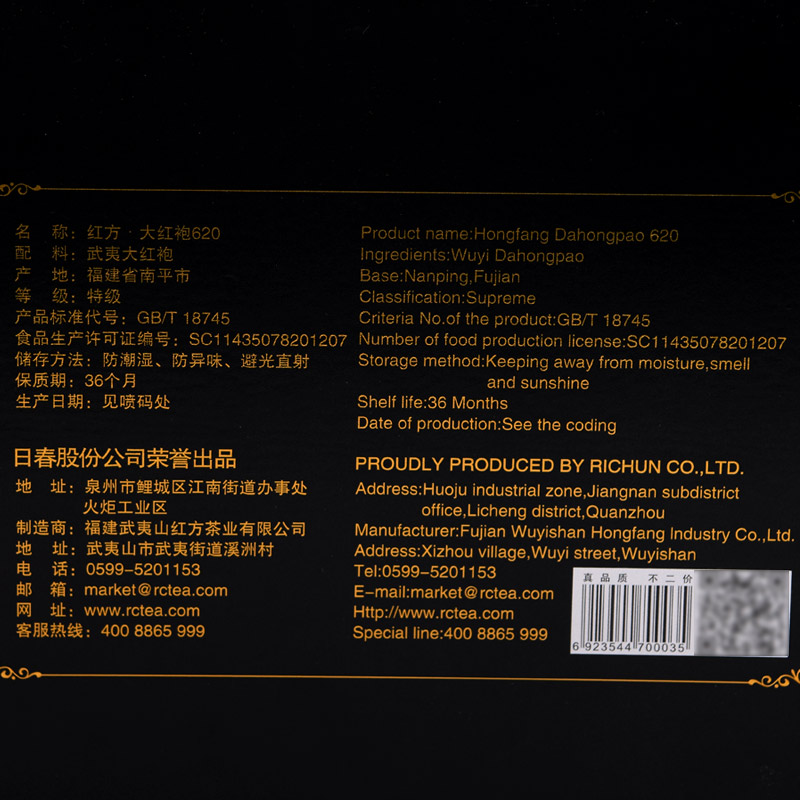 名 称：红方·大红袍620
配 料：武夷大红袍
产 地：福建省南平市
等 级：特级
产品标准代号：GB/T 18745
食品生产许可证编号：SC11435078201207
储存方法：防潮湿、防异味、避光直射
保质期：36个月
生产日期：见喷码处
日春股份公司荣誉出品
地 址：泉州市鲤城区江南街道办事处
火炬工业区
制造商：福建武夷山红方茶业有限公司
地 址：武夷山市武夷街道溪洲村
电 话：0599-5201153
邮 箱：market@rctea.com
网 址：www.rctea.com
客服热线：400 8865 999
Product name:Hongfang Dahongpao 620
Ingredients:Wuyi Dahongpao
Base:Nanping,Fujian
Classification:Supreme
Criteria No.of the product:GB/T 18745
Number of food production license:SC11435078201207
Storage method:Keeping away from moisture,smell
and sunshine
Shelf life:36 Months
Date of production:See the coding
PROUDLY PRODUCED BY RICHUN CO.,LTD.
Address:Huoju industrial zone,Jiangnan subdistrict
office,Licheng district,Quanzhou
Manufacturer:Fujian Wuyishan Hongfang Industry Co.,Ltd.
Address:Xizhou village,Wuyi street,Wuyishan
Tel:0599-5201153
E-mail:market@rctea.com
Http://www.rctea.com
Special line:400 8865 999
真品质 不二价
6 923544 700035